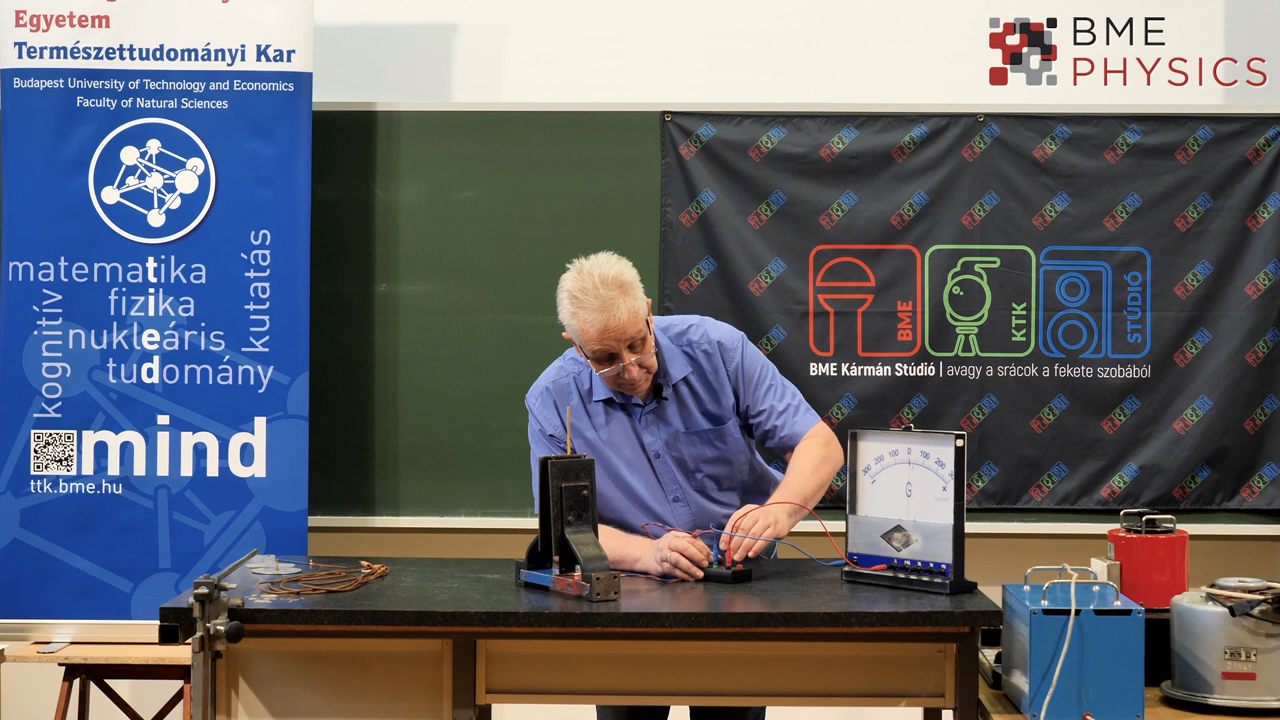 Egyetem
Természettudományi Kar
Budapest University of Technology and Economics
Faculty of Natural Sciences
matematika
fizika
nukleáris
tudomány
kognitív
kutatás
mind
ttk.bme.hu
BME
PHYSICS
BME
KTK
STÚDIÓ
BME Kármán Stúdió | avagy a srácok a fekete szobából
300 200 100 0 100 200
G